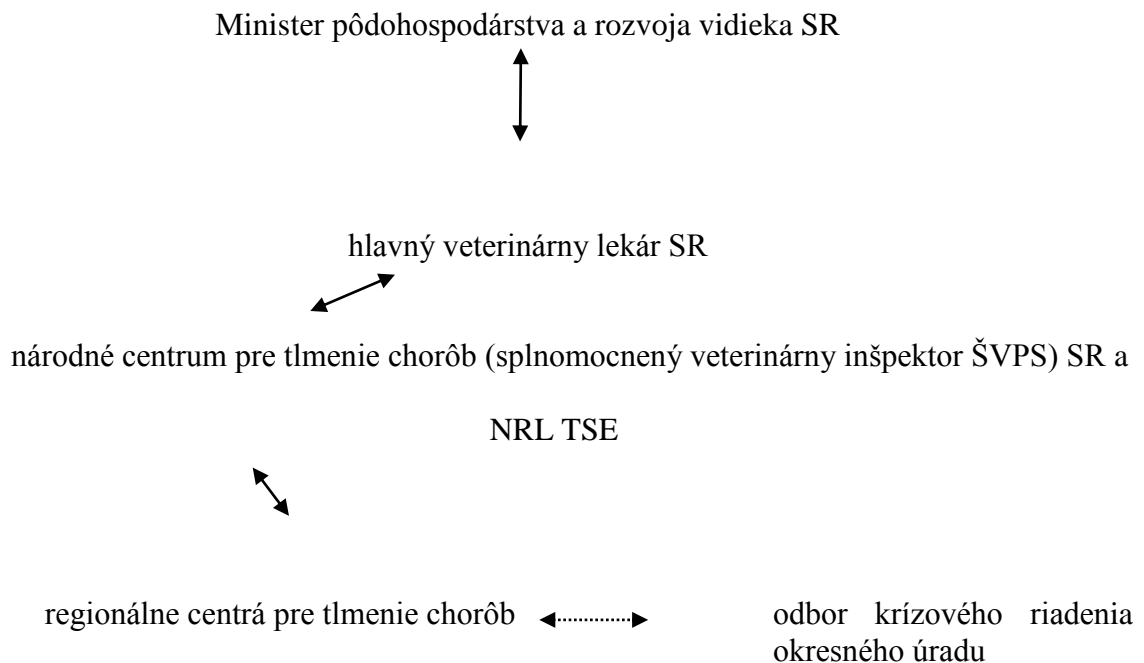 Minister pôdohospodárstva a rozvoja vidieka SR
hlavný veterinárny lekár SR
národné centrum pre tlmenie chorôb (splnomocnený veterinárny inšpektor ŠVPS) SR a
NRL TSE
regionálne centrá pre tlmenie chorôb
odbor krízového riadenia
okresného úradu